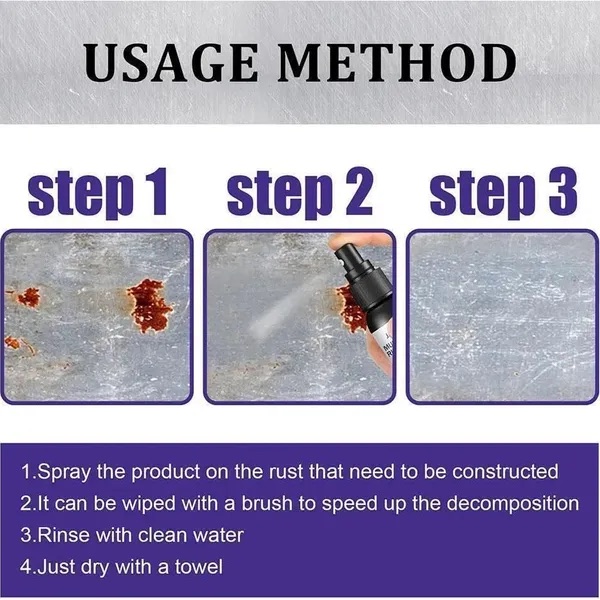 USAGE METHOD
step 1
step 2
step 3
1.Spray the product on the rust that need to be constructed
2.It can be wiped with a brush to speed up the decomposition
3.Rinse with clean water
4.Just dry with a towel